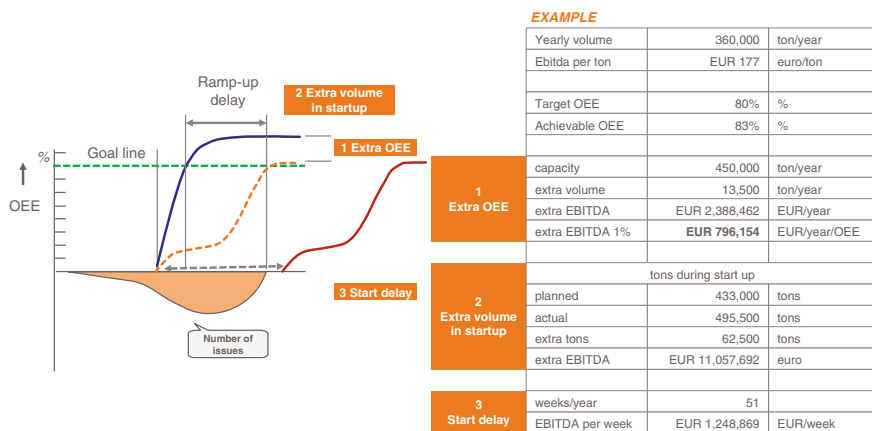 EXAMPLE
Yearly volume 360,000 ton/year
Ebitda per ton EUR 177 euro/ton
Target OEE 80% %
Achievable OEE 83% %
1
Extra OEE
capacity 450,000 ton/year
extra volume 13,500 ton/year
extra EBITDA EUR 2,388,462 EUR/year
extra EBITDA 1% EUR 796,154 EUR/year/OEE
2
Extra volume
in startup
tons during start up
planned 433,000 tons
actual 495,500 tons
extra tons 62,500 tons
extra EBITDA EUR 11,057,692 euro
3
Start delay
weeks/year 51
EBITDA per week EUR 1,248,869 EUR/week
Ramp-up
delay
2 Extra volume
in startup
1 Extra OEE
% Goal line
OEE
3 Start delay
Number of
issues